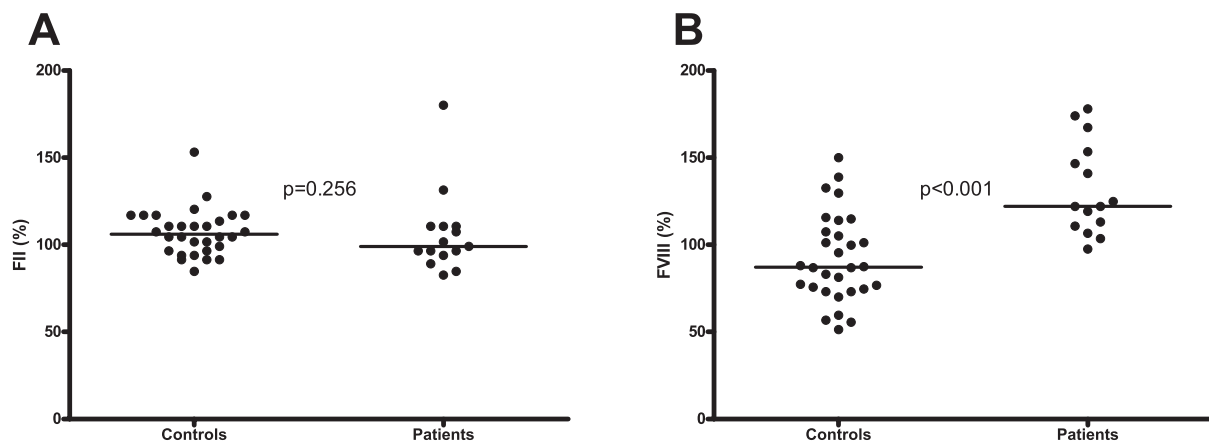 A
200
150
100
50
0
FII (%)
p=0.256
Controls
Patients
B
200
150
100
50
0
FVIII (%)
p<0.001
Controls
Patients